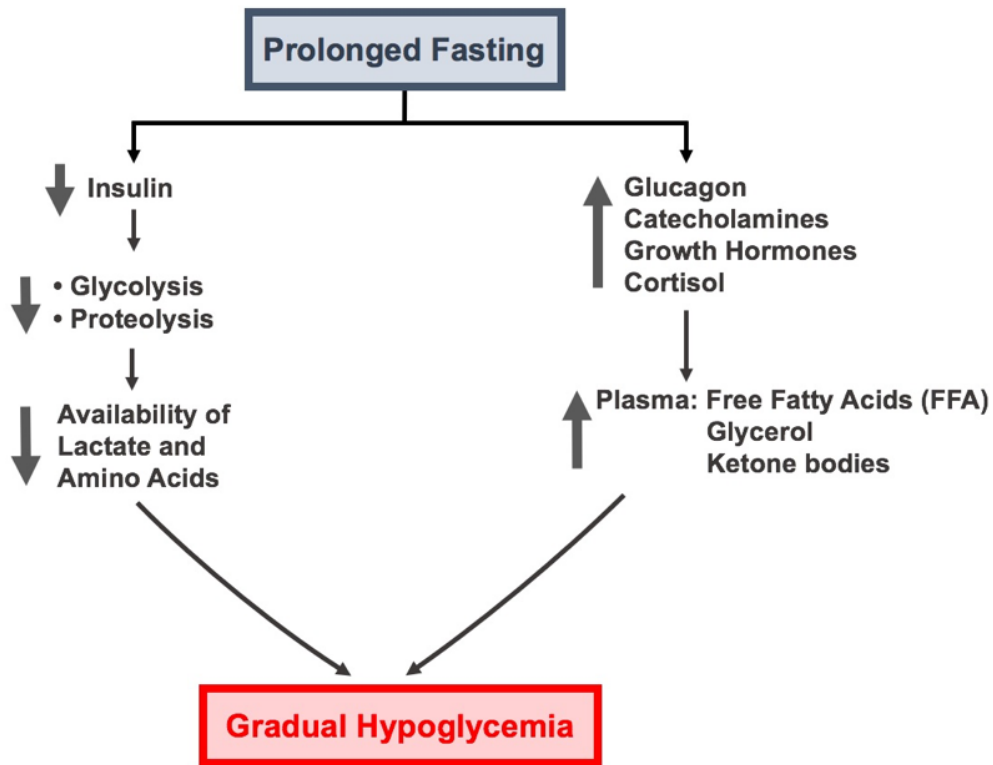 Prolonged Fasting
Insulin
• Glycolysis
• Proteolysis
Availability of
Lactate and
Amino Acids
Glucagon
Catecholamines
Growth Hormones
Cortisol
Plasma: Free Fatty Acids (FFA)
Glycerol
Ketone bodies
Gradual Hypoglycemia